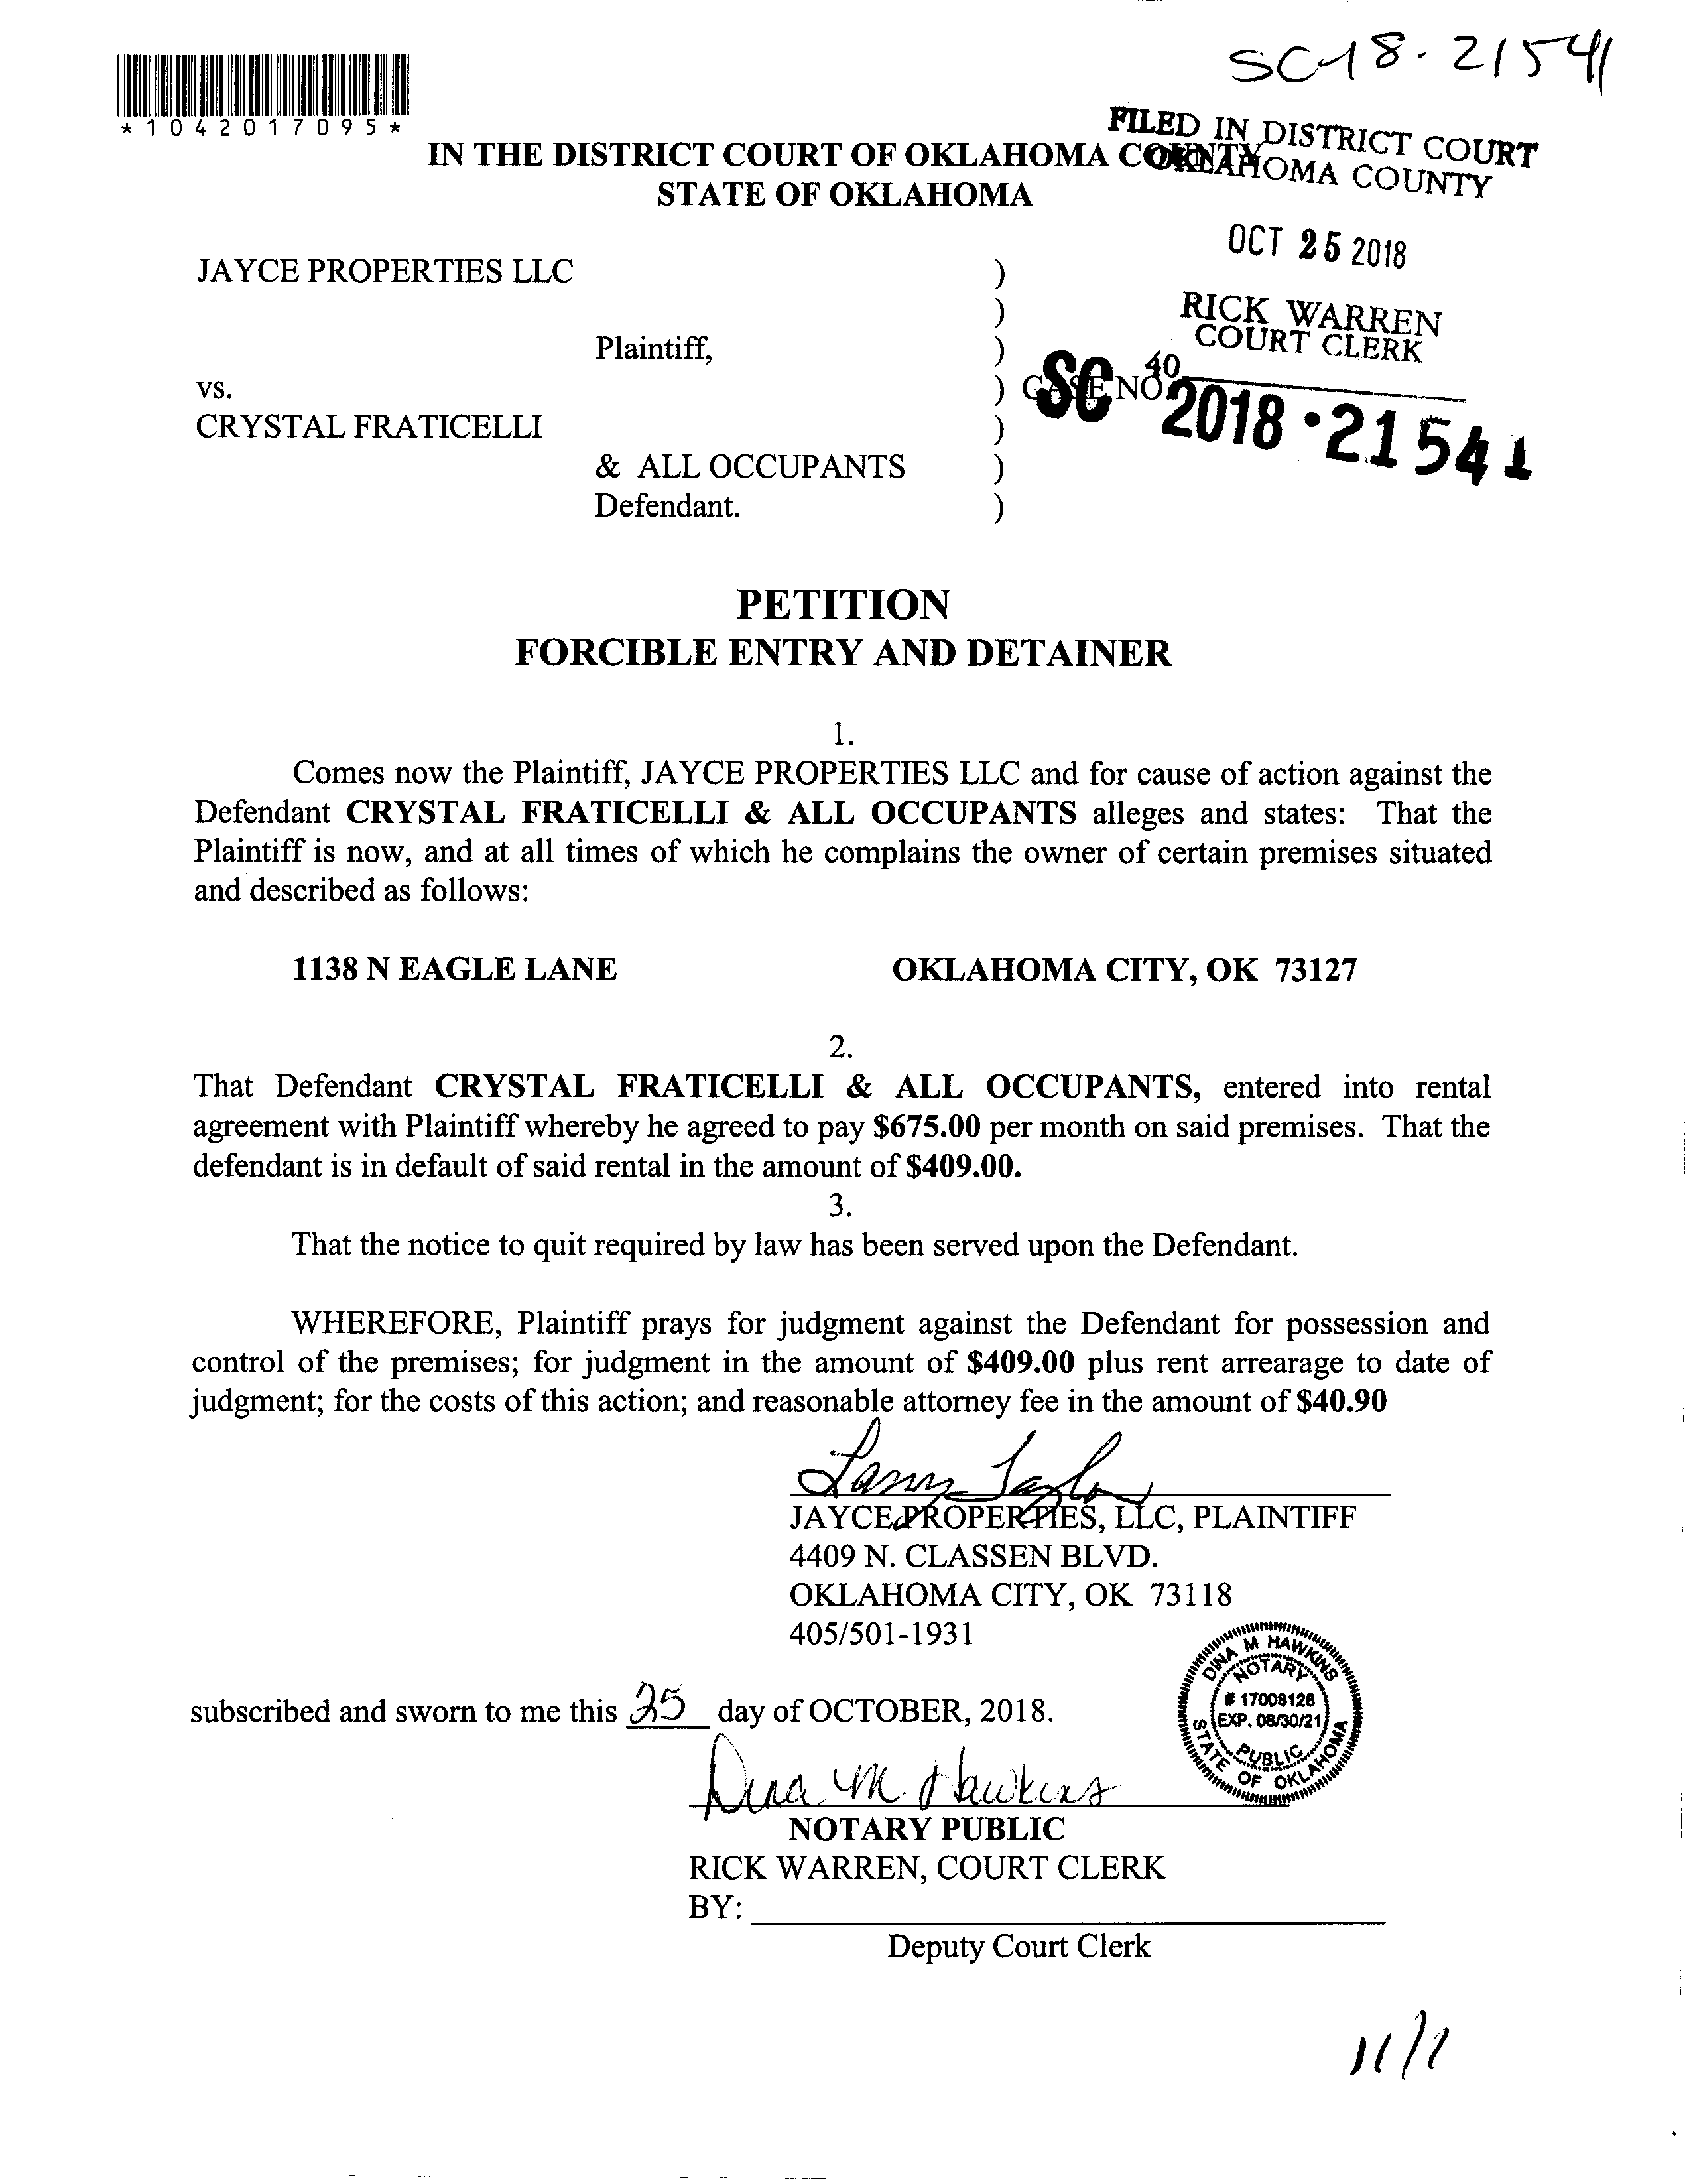 SC-18-21541
*1042017095*
FILED IN DISTRICT COURT
OKLAHOMA COUNTY
IN THE DISTRICT COURT OF OKLAHOMA COUNTY
STATE OF OKLAHOMA
OCT 25 2018
RICK WARREN
COURT CLERK
40
JAYCE PROPERTIES LLC )
)
Plaintiff, )
vs. ) CASE NO
SC 2018-21541
CRYSTAL FRATICELLI )
& ALL OCCUPANTS )
Defendant. )
PETITION
FORCIBLE ENTRY AND DETAINER
1.
Comes now the Plaintiff, JAYCE PROPERTIES LLC and for cause of action against the
Defendant CRYSTAL FRATICELLI & ALL OCCUPANTS alleges and states: That the
Plaintiff is now, and at all times of which he complains the owner of certain premises situated
and described as follows:
1138 N EAGLE LANE OKLAHOMA CITY, OK 73127
2.
That Defendant CRYSTAL FRATICELLI & ALL OCCUPANTS, entered into rental
agreement with Plaintiff whereby he agreed to pay $675.00 per month on said premises. That the
defendant is in default of said rental in the amount of $409.00.
3.
That the notice to quit required by law has been served upon the Defendant.
WHEREFORE, Plaintiff prays for judgment against the Defendant for possession and
control of the premises; for judgment in the amount of $409.00 plus rent arrearage to date of
judgment; for the costs of this action; and reasonable attorney fee in the amount of $40.90
JAYCE PROPERTIES, LLC, PLAINTIFF
4409 N. CLASSEN BLVD.
OKLAHOMA CITY, OK 73118
405/501-1931
DINA M HAWKINS
NOTARY
# 17008128
EXP. 08/30/21
PUBLIC
STATE OF OKLAHOMA
subscribed and sworn to me this 25 day of OCTOBER, 2018.
Dina M. Hawkins
NOTARY PUBLIC
RICK WARREN, COURT CLERK
BY:
Deputy Court Clerk
11/1